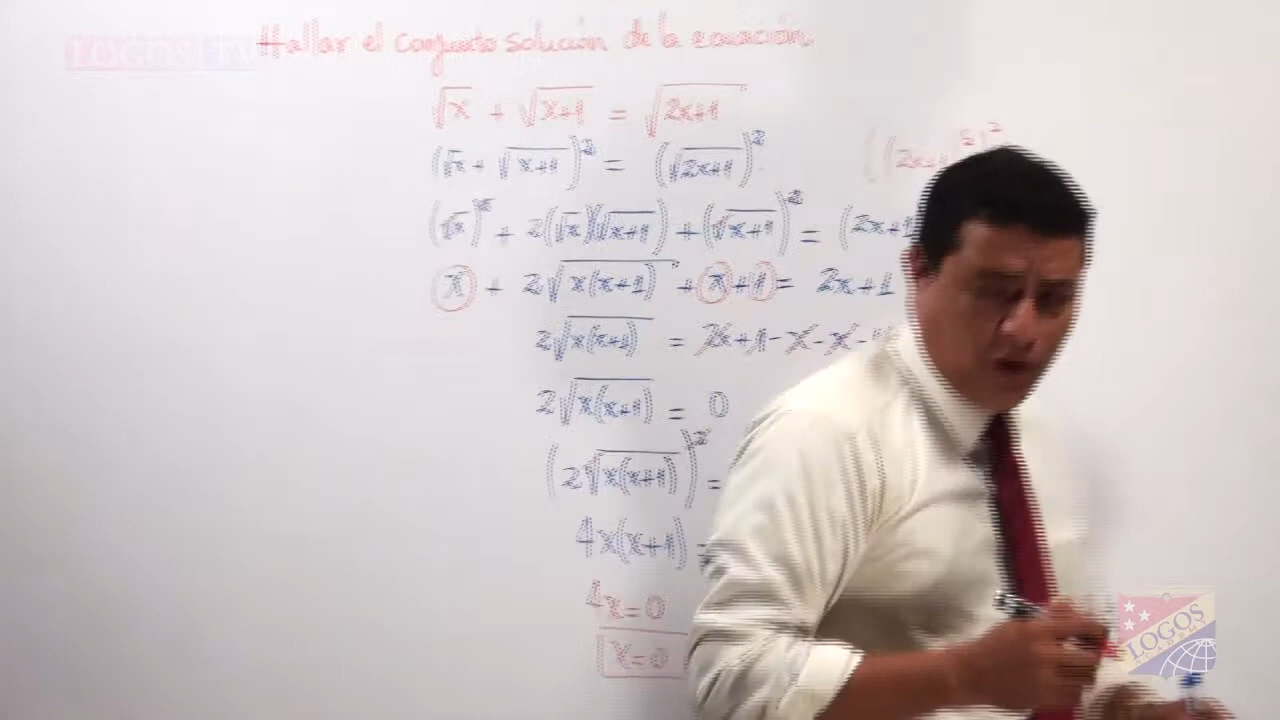 LOGOS TV
Hallar el conjunto solución de la ecuación
√x + √x+1 = √2x+1
(√x + √x+1)² = (√2x+1)²
(√x)² + 2(√x)(√x+1) + (√x+1)² = (2x+1
x + 2√x(x+1) + x+1 = 2x+1
2√x(x+1) = 2x+1-x-x-
2√x(x+1) = 0
(2√x(x+1))² =
4x(x+1) =
4x=0
x=0
LOGOS
ACADEMY